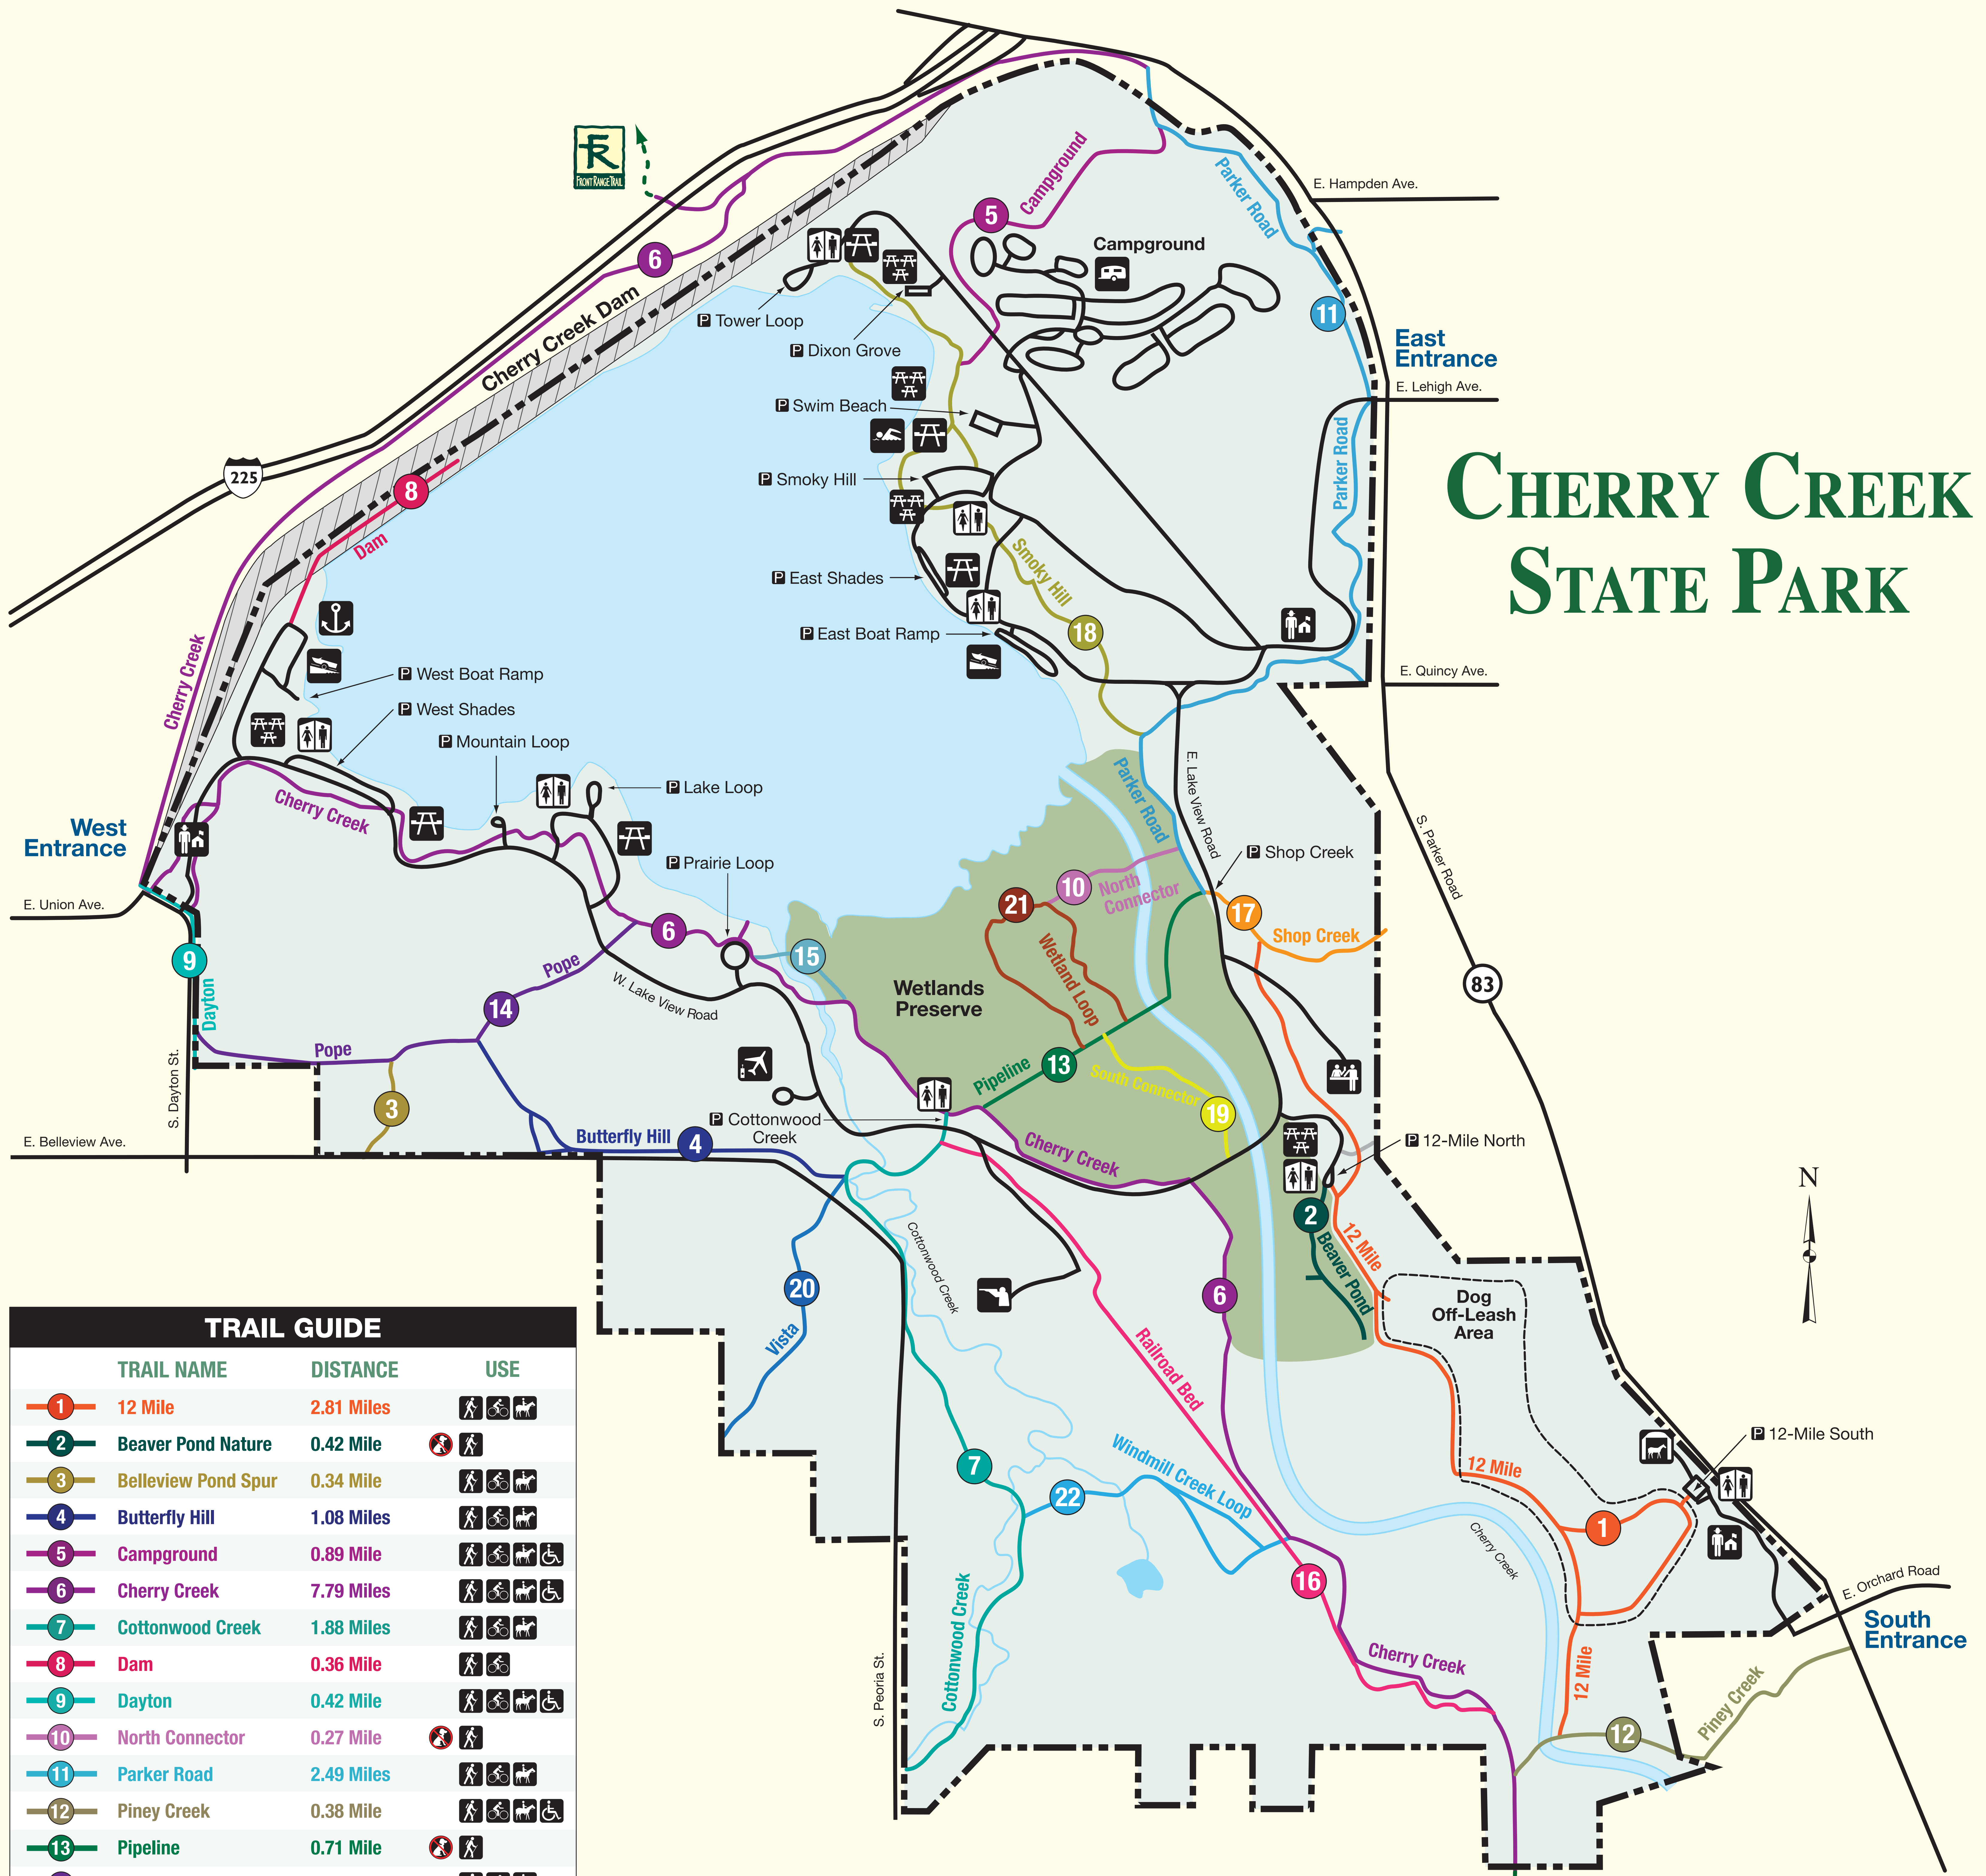 CHERRY CREEK
STATE PARK
FR
FRONT RANGE TRAIL
225
6
Cherry Creek Dam
8
Dam
Cherry Creek
5
Campground
Campground
Parker Road
11
E. Hampden Ave.
East
Entrance
E. Lehigh Ave.
Parker Road
E. Quincy Ave.
P Tower Loop
P Dixon Grove
P Swim Beach
P Smoky Hill
P East Shades
P East Boat Ramp
Smoky Hill
18
P West Boat Ramp
P West Shades
P Mountain Loop
P Lake Loop
P Prairie Loop
Cherry Creek
West
Entrance
E. Union Ave.
9
Dayton
S. Dayton St.
E. Belleview Ave.
Pope
14
Pope
3
6
W. Lake View Road
15
Wetlands
Preserve
Parker Road
E. Lake View Road
S. Parker Road
83
P Shop Creek
17
Shop Creek
10
North
Connector
21
Wetland Loop
Pipeline
13
South Connector
19
P Cottonwood
Creek
Butterfly Hill
4
Cherry Creek
P 12-Mile North
2
Beaver Pond
12 Mile
20
Vista
Cottonwood Creek
6
Railroad Bed
Dog
Off-Leash
Area
N
7
22
Windmill Creek Loop
12 Mile
1
P 12-Mile South
Cherry Creek
16
Cherry Creek
Cottonwood Creek
S. Peoria St.
12 Mile
12
Piney Creek
E. Orchard Road
South
Entrance
TRAIL GUIDE
TRAIL NAME DISTANCE USE
1 12 Mile 2.81 Miles
2 Beaver Pond Nature 0.42 Mile
3 Belleview Pond Spur 0.34 Mile
4 Butterfly Hill 1.08 Miles
5 Campground 0.89 Mile
6 Cherry Creek 7.79 Miles
7 Cottonwood Creek 1.88 Miles
8 Dam 0.36 Mile
9 Dayton 0.42 Mile
10 North Connector 0.27 Mile
11 Parker Road 2.49 Miles
12 Piney Creek 0.38 Mile
13 Pipeline 0.71 Mile